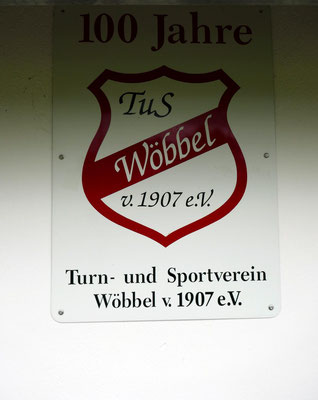 100 Jahre
TuS
Wöbbel
v. 1907 e.V.
Turn- und Sportverein
Wöbbel v. 1907 e.V.